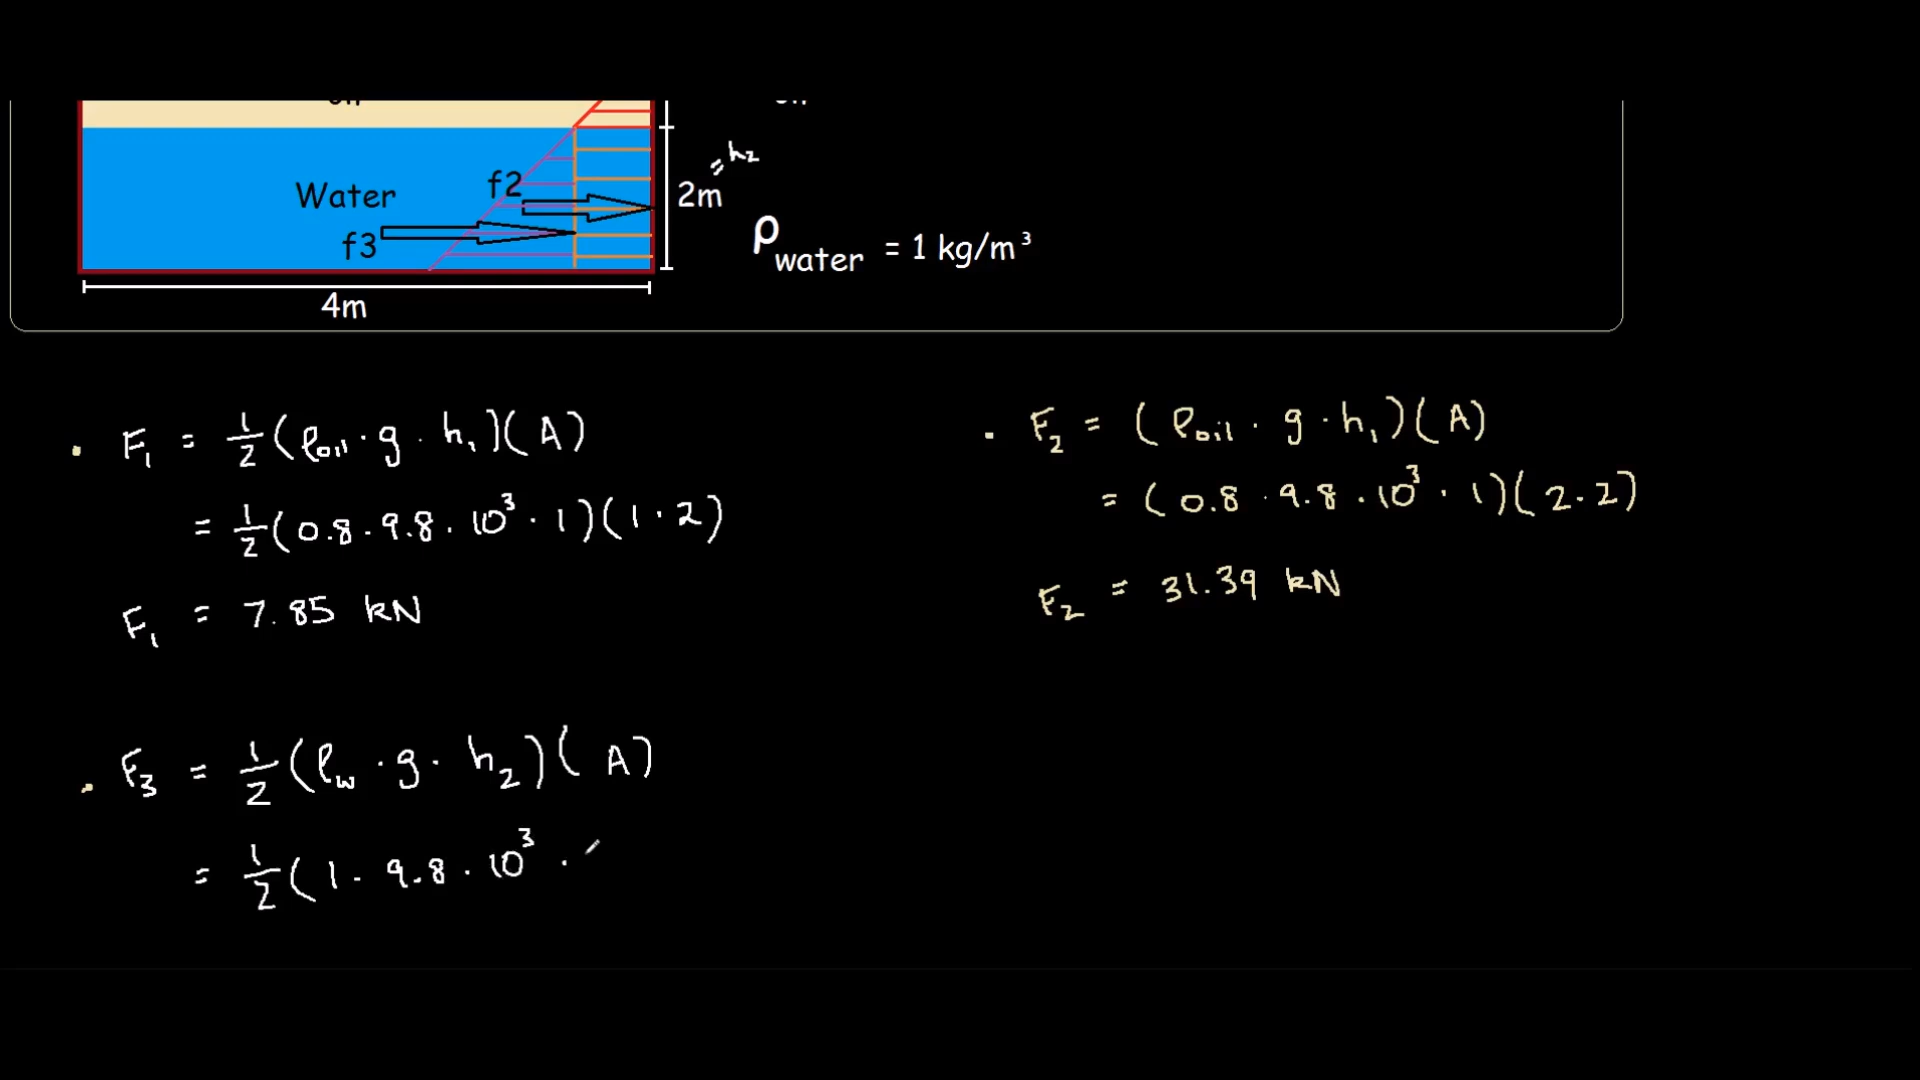 = h₂
Water
f2
2m
f3
ρ water = 1 kg/m³
4m
· F₁ = 1/2 (ρoil · g · h₁)(A)
= 1/2 (0.8 · 9.8 · 10³ · 1)(1 · 2)
F₁ = 7.85 kN
· F₂ = (ρoil · g · h₁)(A)
= (0.8 · 9.8 · 10³ · 1)(2 · 2)
F₂ = 31.39 kN
· F₃ = 1/2 (ρw · g · h₂)(A)
= 1/2 (1 · 9.8 · 10³ ·